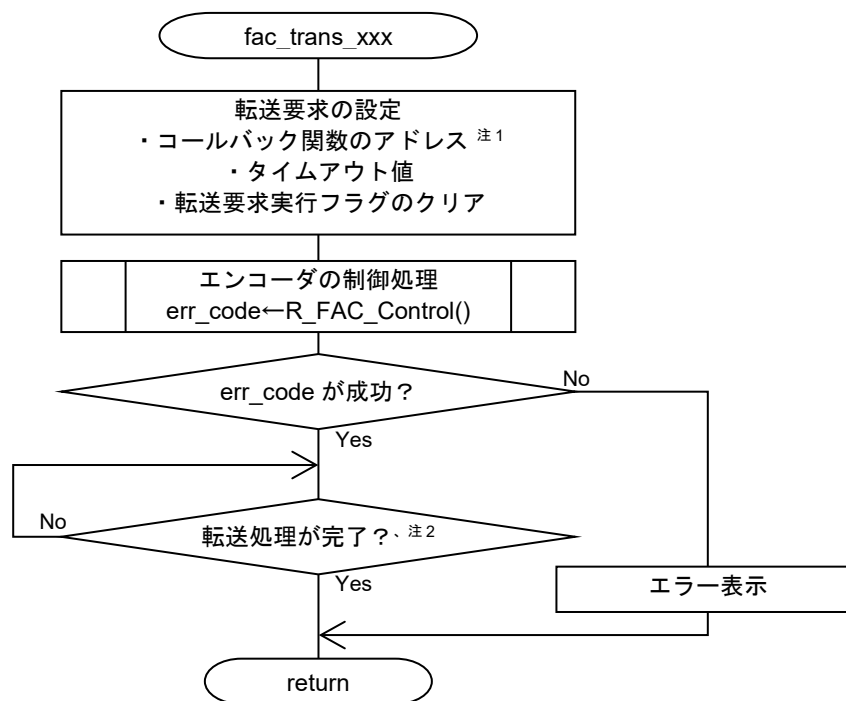 fac_trans_xxx
転送要求の設定
・コールバック関数のアドレス 注1
・タイムアウト値
・転送要求実行フラグのクリア
エンコーダの制御処理
err_code←R_FAC_Control()
err_code が成功？
No
Yes
No
転送処理が完了？、注2
Yes
エラー表示
return